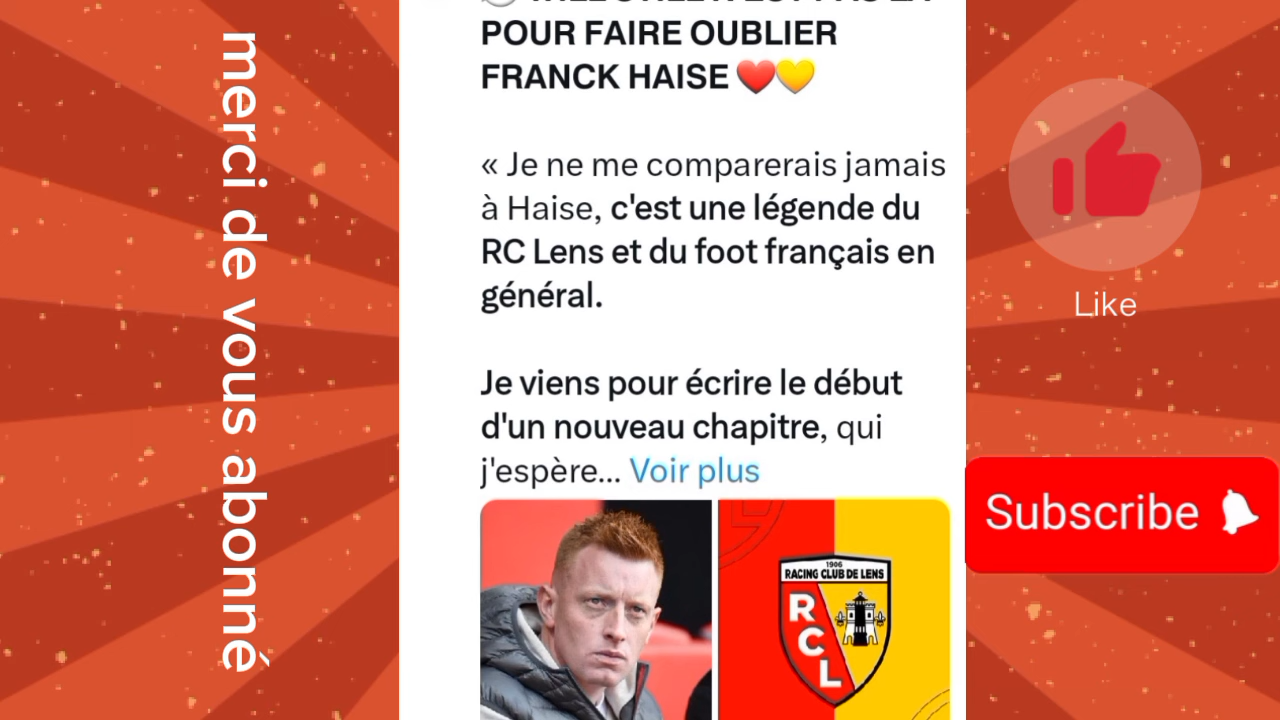 merci de vous abonné
POUR FAIRE OUBLIER
FRANCK HAISE ❤️💛
« Je ne me comparerais jamais
à Haise, c'est une légende du
RC Lens et du foot français en
général.
Je viens pour écrire le début
d'un nouveau chapitre, qui
j'espère... Voir plus
1906
RACING CLUB DE LENS
RCL
Like
Subscribe